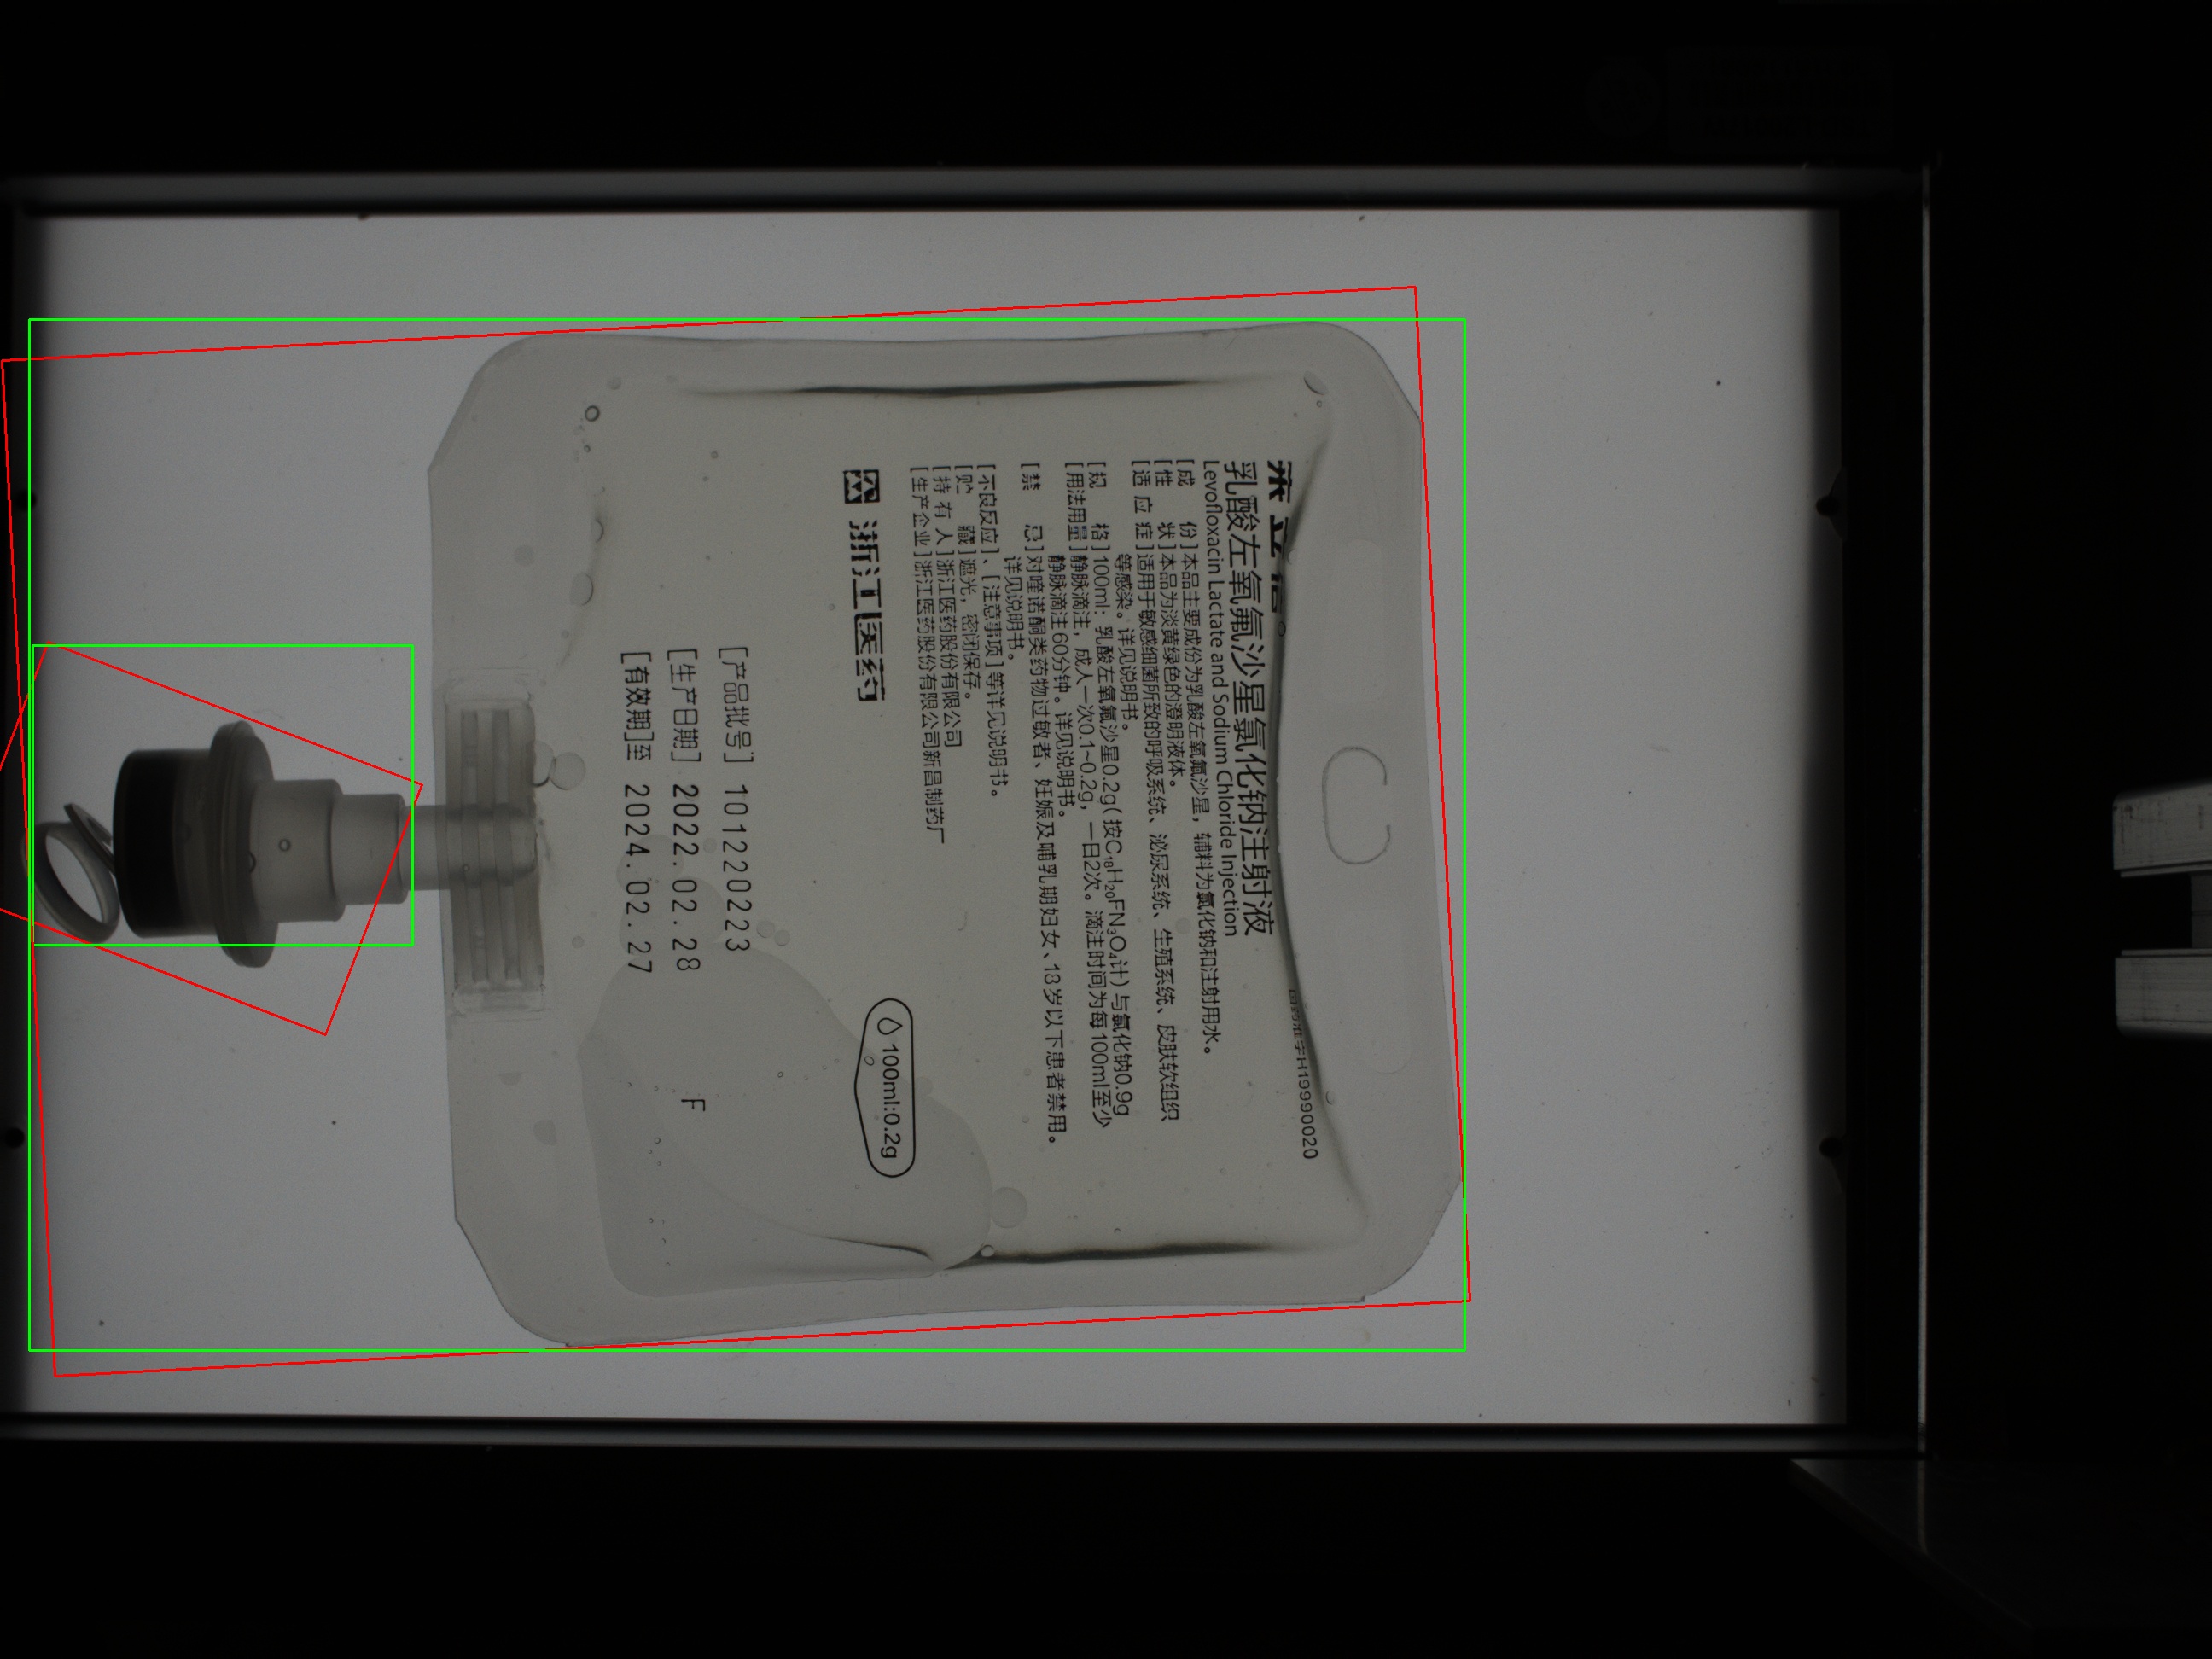 乳酸左氧氟沙星氯化钠注射液
Levofloxacin Lactate and Sodium Chloride Injection
国药准字H19990020
[成 份]本品主要成份为乳酸左氧氟沙星，辅料为氯化钠和注射用水。
[性 状]本品为淡黄绿色的澄明液体。
[适 应 症]适用于敏感细菌所致的呼吸系统、泌尿系统、生殖系统、皮肤软组织
等感染。详见说明书。
[规 格]100ml：乳酸左氧氟沙星0.2g(按C₁₈H₂₀FN₃O₄计)与氯化钠0.9g
[用法用量]静脉滴注，成人一次0.1~0.2g，一日2次。滴注时间为每100ml至少
静脉滴注60分钟。详见说明书。
[禁 忌]对喹诺酮类药物过敏者、妊娠及哺乳期妇女、18岁以下患者禁用。
详见说明书。
[不良反应]、[注意事项]等详见说明书。
[贮 藏]遮光，密闭保存。
[持 有 人]浙江医药股份有限公司
[生产企业]浙江医药股份有限公司新昌制药厂
浙江医药
100ml:0.2g
[产品批号] 101220223
[生产日期] 2022.02.28 F
[有效期]至 2024.02.27